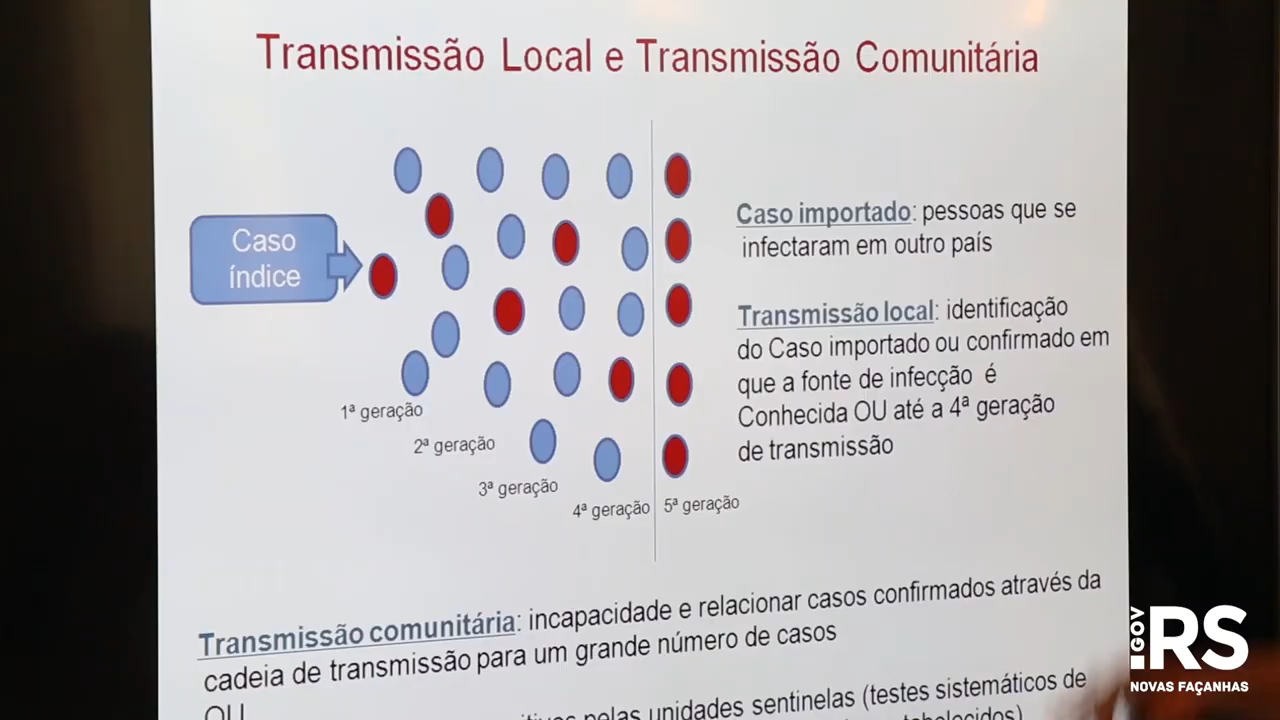 Transmissão Local e Transmissão Comunitária
Caso
índice
1ª geração
2ª geração
3ª geração
4ª geração
5ª geração
Caso importado: pessoas que se
infectaram em outro país
Transmissão local: identificação
do Caso importado ou confirmado em
que a fonte de infecção é
Conhecida OU até a 4ª geração
de transmissão
Transmissão comunitária: incapacidade e relacionar casos confirmados através da
cadeia de transmissão para um grande número de casos
OU
pelas unidades sentinelas (testes sistemáticos de
.GOV
RS
NOVAS FAÇANHAS